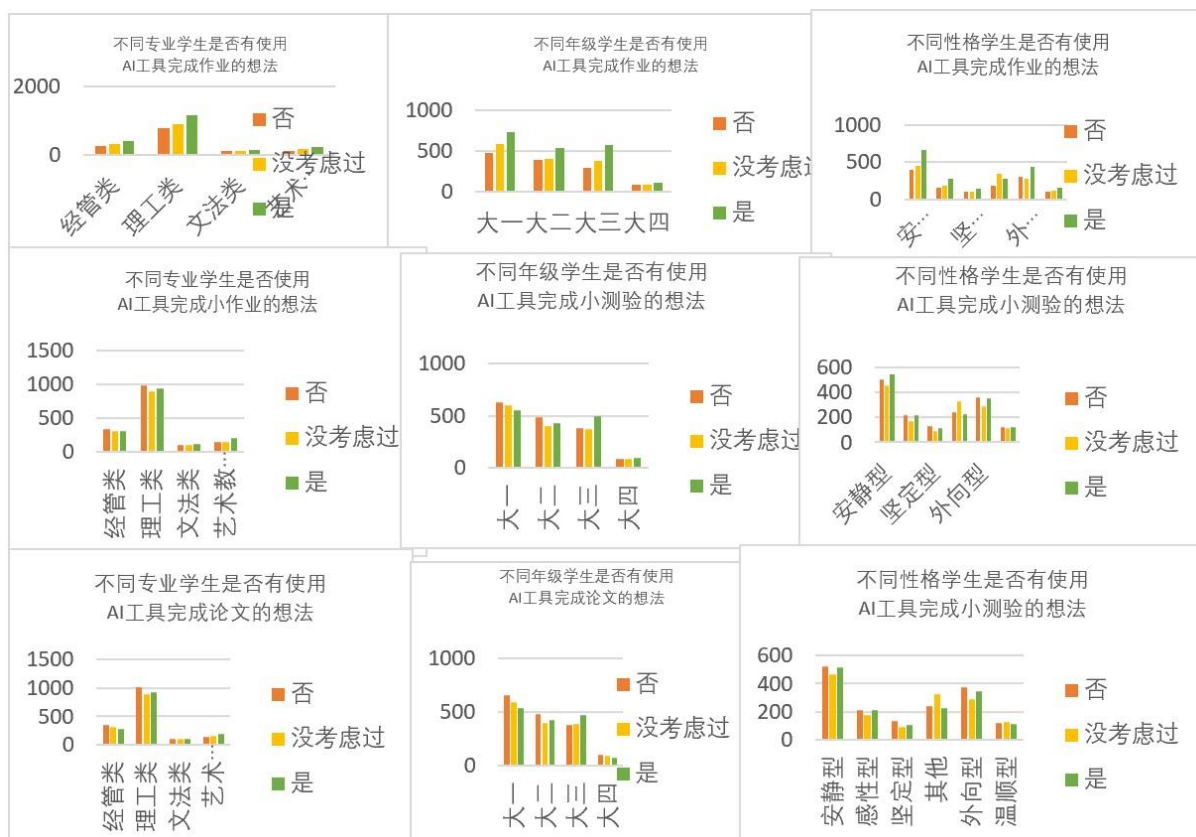 不同专业学生是否有使用
AI工具完成作业的想法
2000
0
否
没考虑过
是
经管类
理工类
文法类
艺术…
不同年级学生是否有使用
AI工具完成作业的想法
1000
500
0
否
没考虑过
是
大一 大二 大三 大四
不同性格学生是否有使用
AI工具完成作业的想法
1000
500
0
否
没考虑过
是
安…
坚…
外…
不同专业学生是否使用
AI工具完成小作业的想法
1500
1000
500
0
否
没考虑过
是
经管类
理工类
文法类
艺术教…
不同年级学生是否有使用
AI工具完成小测验的想法
1000
500
0
否
没考虑过
是
大一
大二
大三
大四
不同性格学生是否有使用
AI工具完成小测验的想法
600
400
200
0
否
没考虑过
是
安静型
坚定型
外向型
不同专业学生是否有使用
AI工具完成论文的想法
1500
1000
500
0
否
没考虑过
是
经管类
理工类
文法类
艺术…
不同年级学生是否有使用
AI工具完成论文的想法
1000
500
0
否
没考虑过
是
大一
大二
大三
大四
不同性格学生是否有使用
AI工具完成小测验的想法
600
400
200
0
否
没考虑过
是
安静型
感性型
坚定型
其他
外向型
温顺型